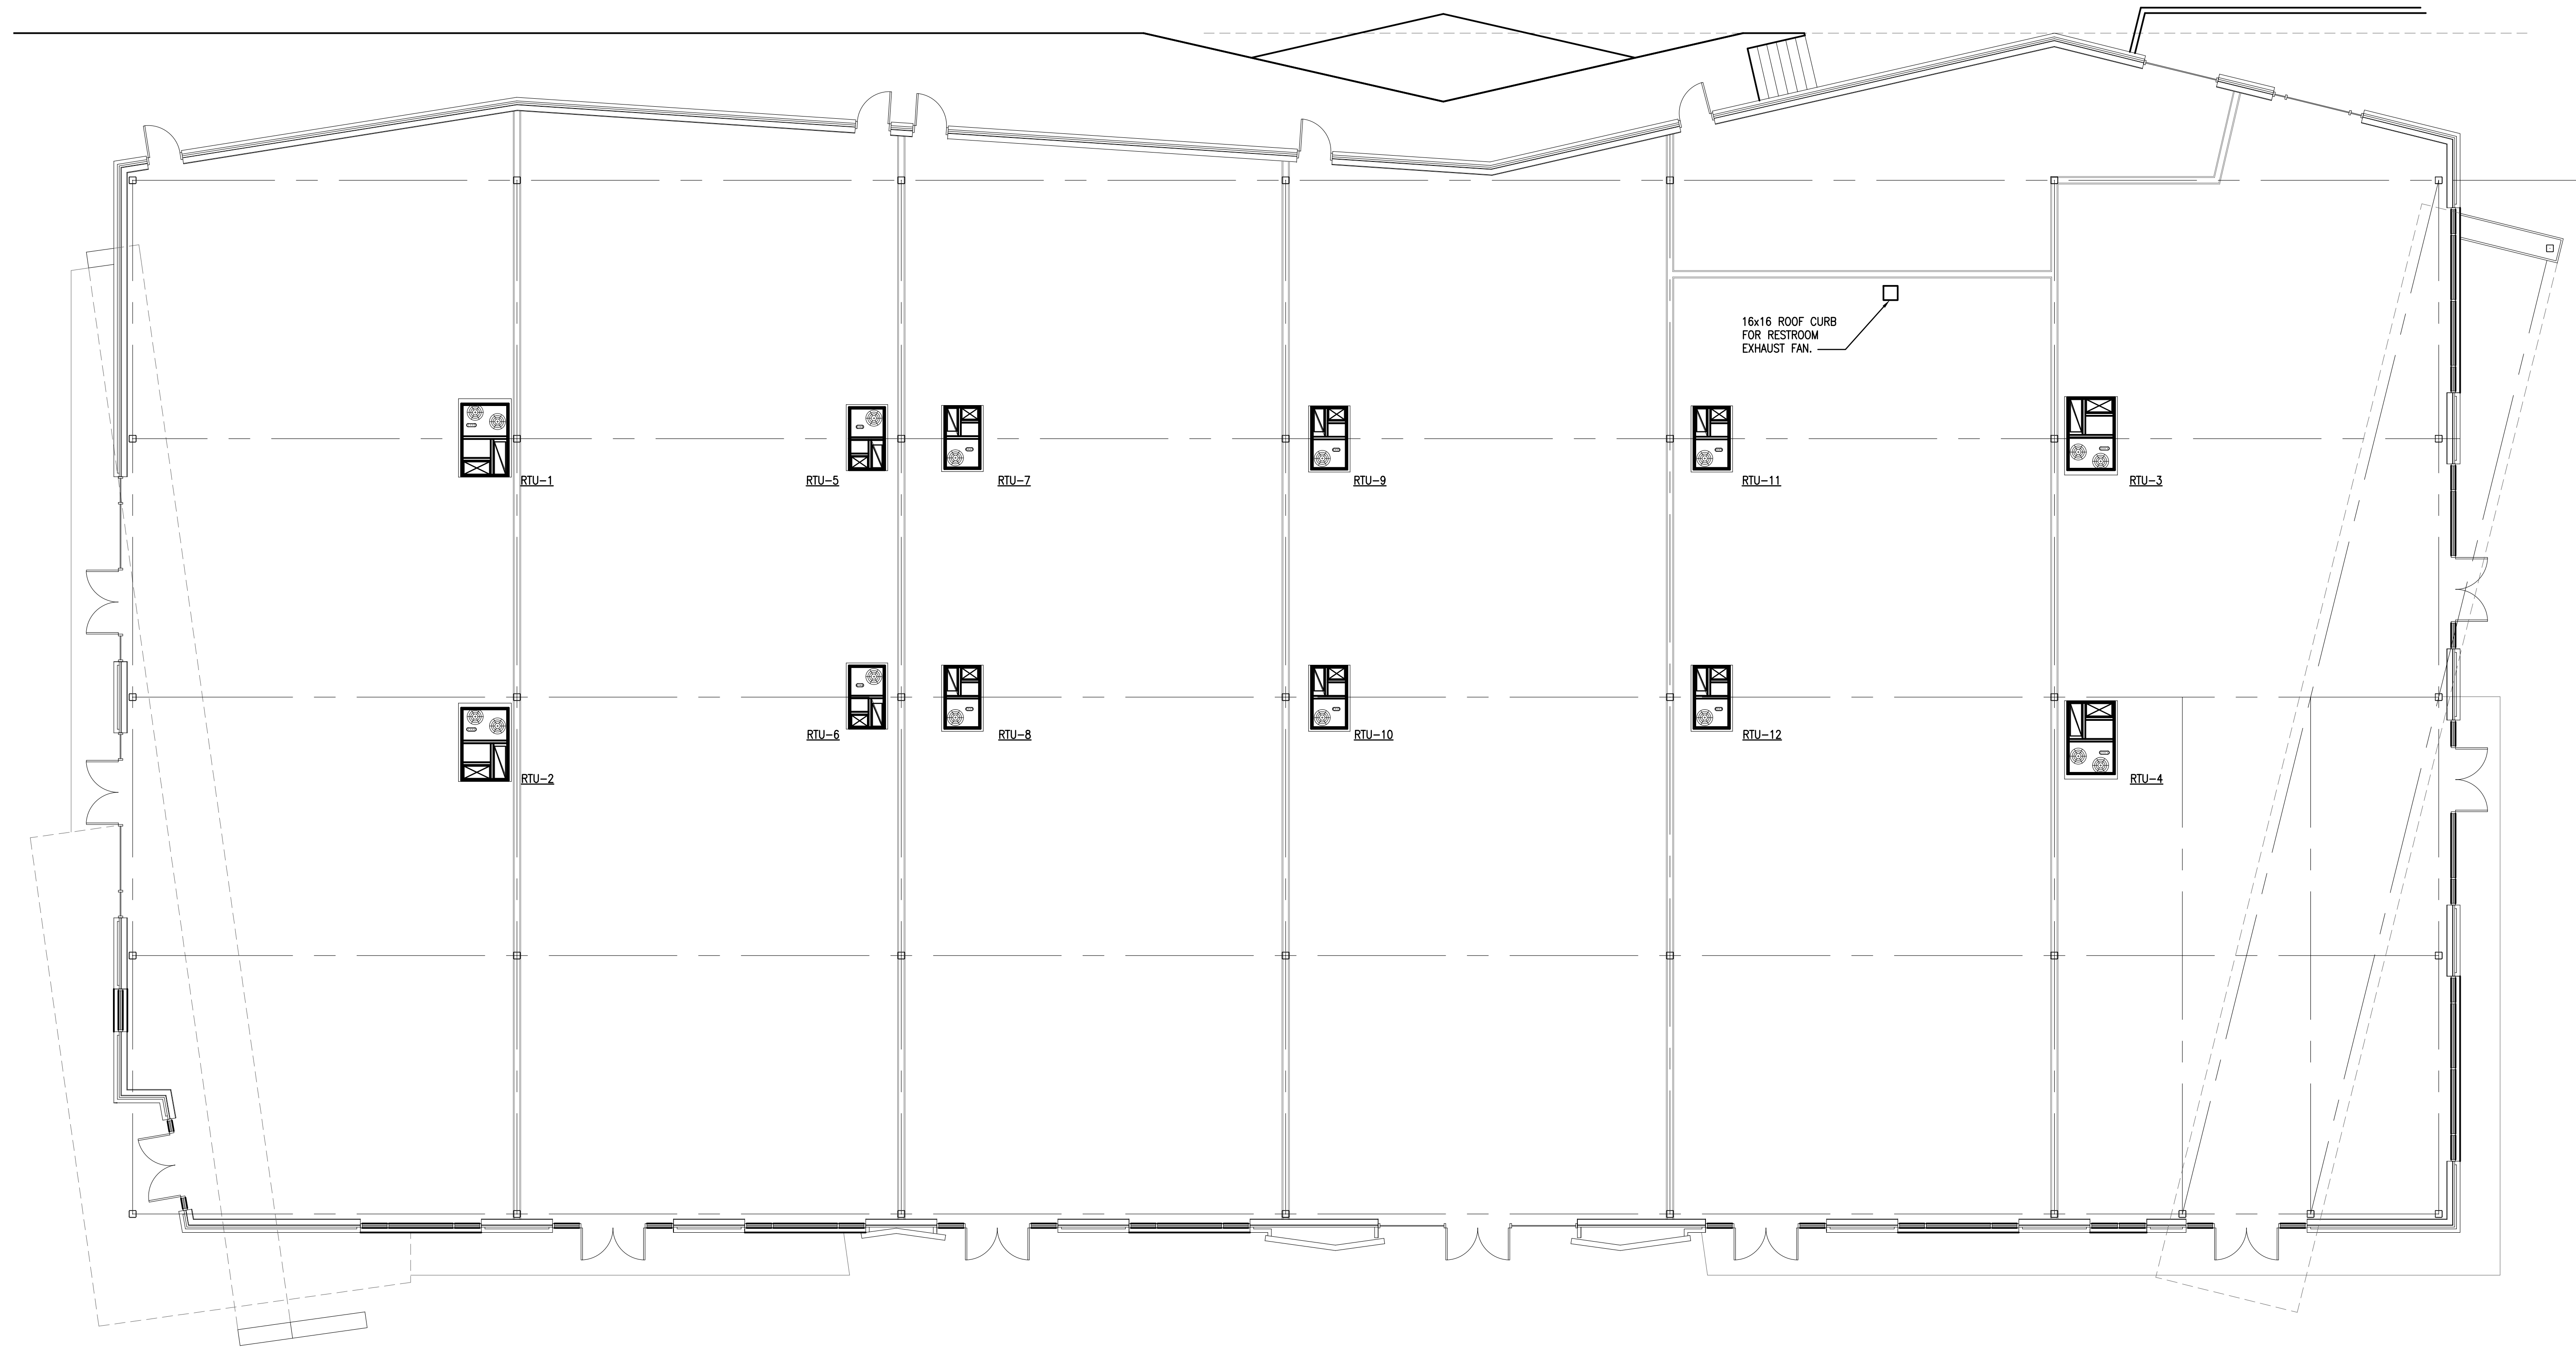 16x16 ROOF CURB
FOR RESTROOM
EXHAUST FAN.
RTU-1
RTU-5
RTU-7
RTU-9
RTU-11
RTU-3
RTU-6
RTU-8
RTU-10
RTU-12
RTU-2
RTU-4